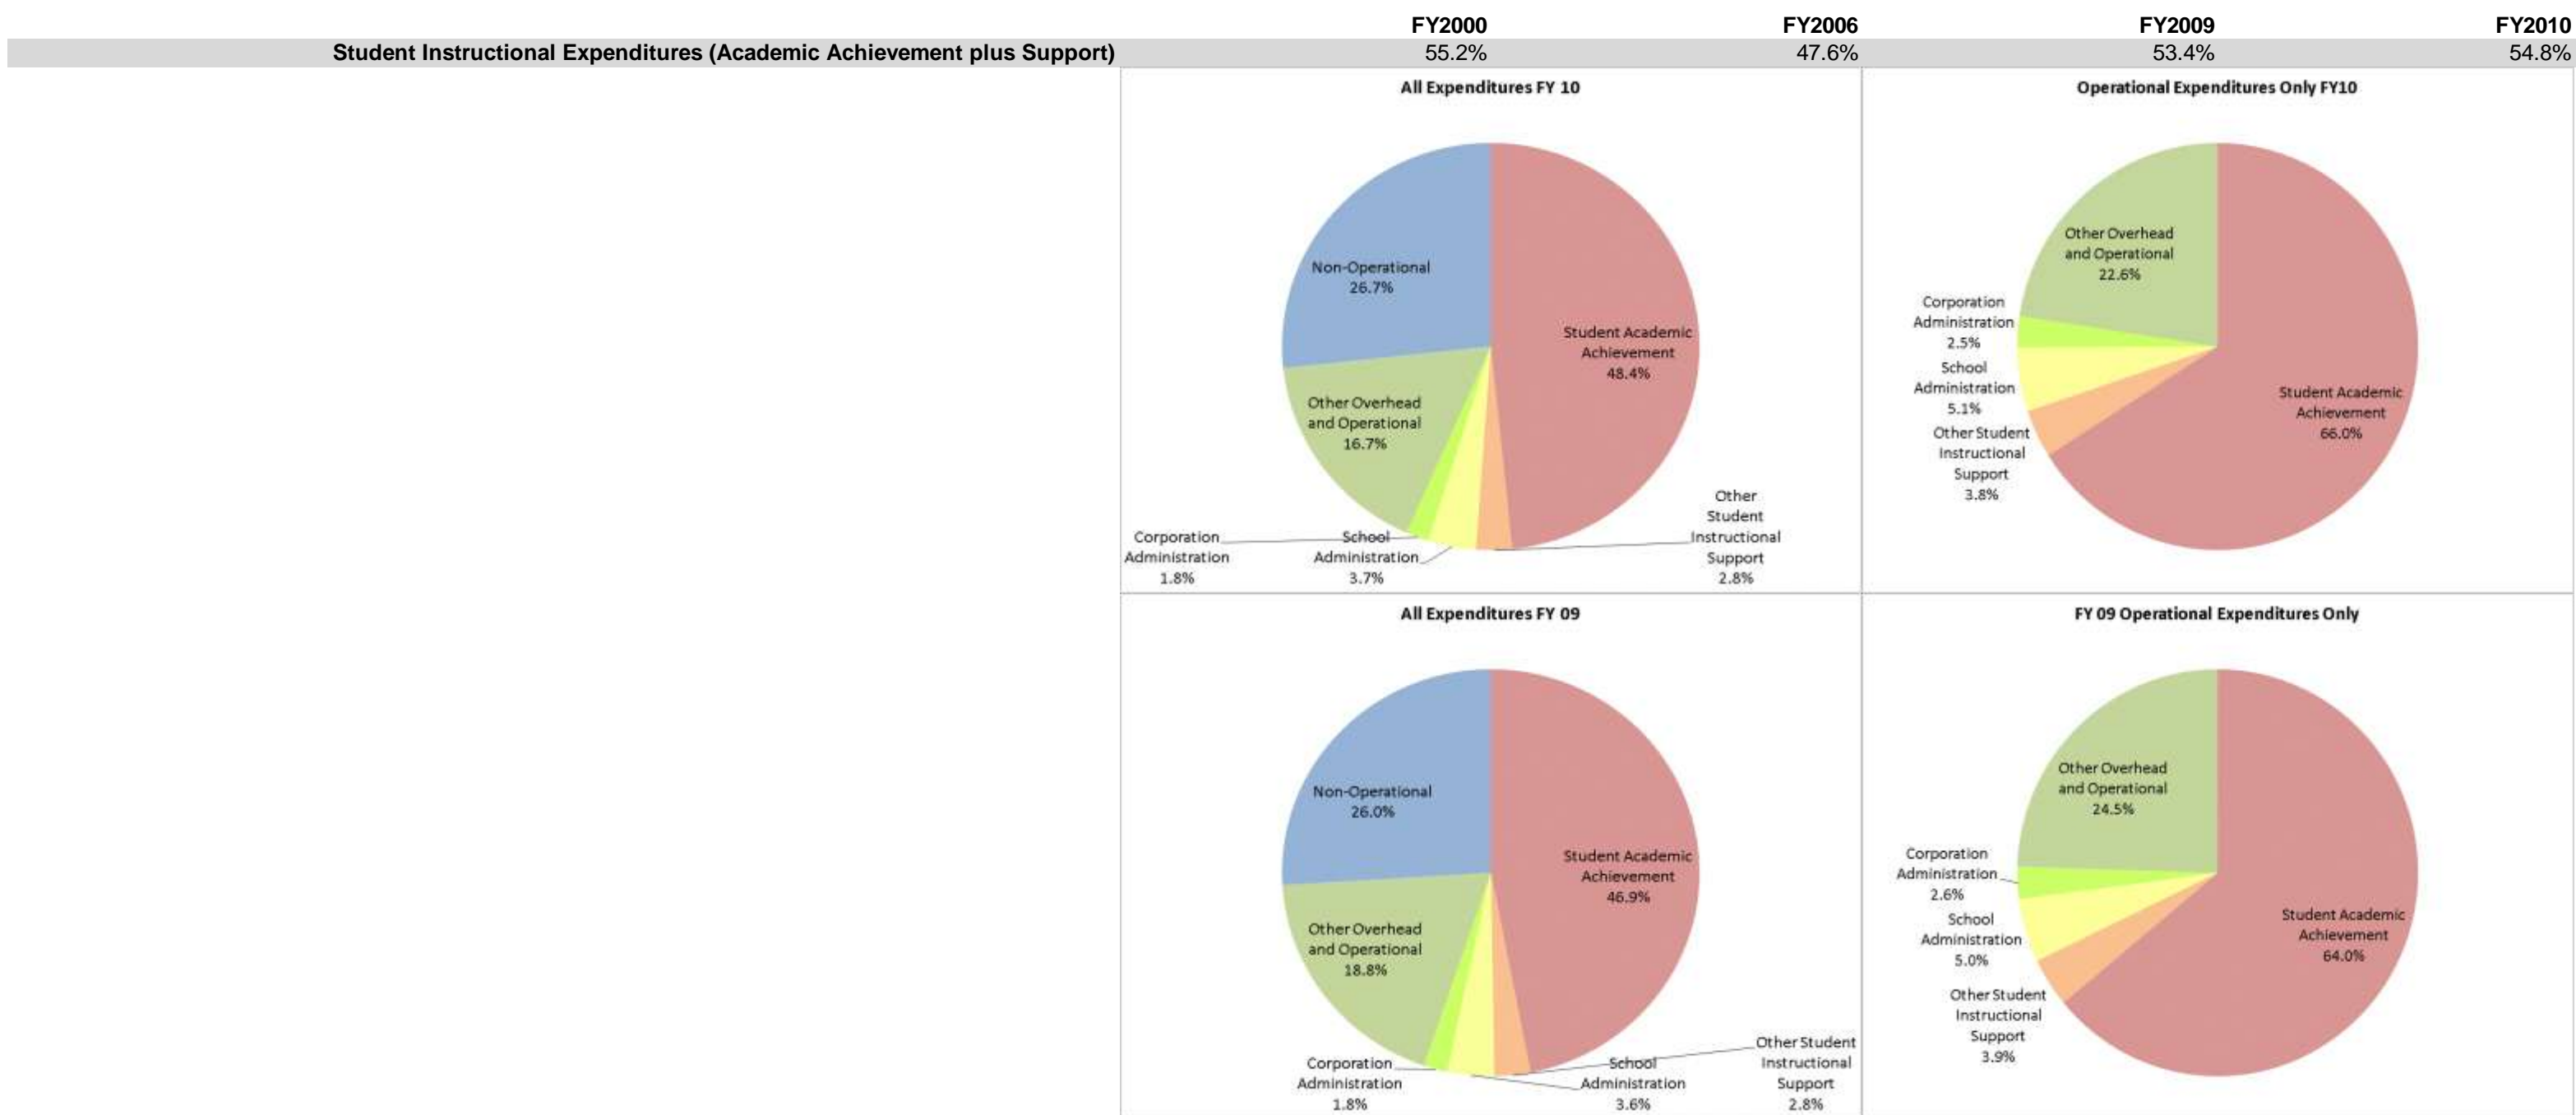 FY2000 FY2006 FY2009 FY2010
Student Instructional Expenditures (Academic Achievement plus Support) 55.2% 47.6% 53.4% 54.8%
All Expenditures FY 10
Non-Operational
26.7%
Student Academic
Achievement
48.4%
Other Overhead
and Operational
16.7%
Other
Student
Instructional
Support
2.8%
Corporation
Administration
1.8%
School
Administration
3.7%
Operational Expenditures Only FY10
Other Overhead
and Operational
22.6%
Corporation
Administration
2.5%
School
Administration
5.1%
Other Student
Instructional
Support
3.8%
Student Academic
Achievement
66.0%
All Expenditures FY 09
Non-Operational
26.0%
Student Academic
Achievement
46.9%
Other Overhead
and Operational
18.8%
Corporation
Administration
1.8%
School
Administration
3.6%
Other Student
Instructional
Support
2.8%
FY 09 Operational Expenditures Only
Other Overhead
and Operational
24.5%
Corporation
Administration
2.6%
School
Administration
5.0%
Other Student
Instructional
Support
3.9%
Student Academic
Achievement
64.0%